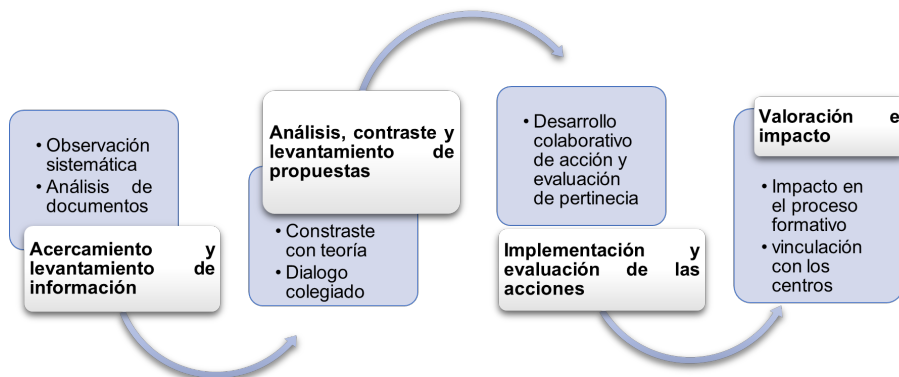 • Observación
sistemática
• Análisis de
documentos
Acercamiento y
levantamiento de
información
Análisis, contraste y
levantamiento de
propuestas
• Constraste
con teoría
• Dialogo
colegiado
• Desarrollo
colaborativo
de acción y
evaluación
de pertinecia
Implementación y
evaluación de las
acciones
Valoración e
impacto
• Impacto en
el proceso
formativo
• vinculación
con los
centros